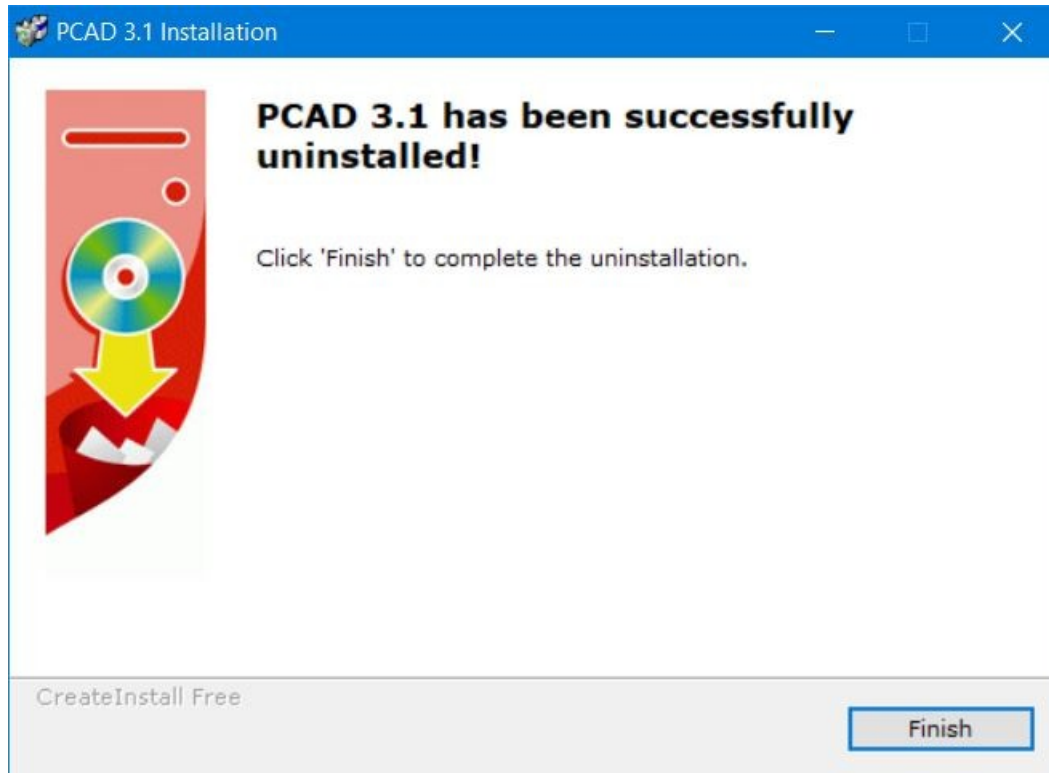 PCAD 3.1 Installation
PCAD 3.1 has been successfully
uninstalled!
Click 'Finish' to complete the uninstallation.
CreateInstall Free
Finish